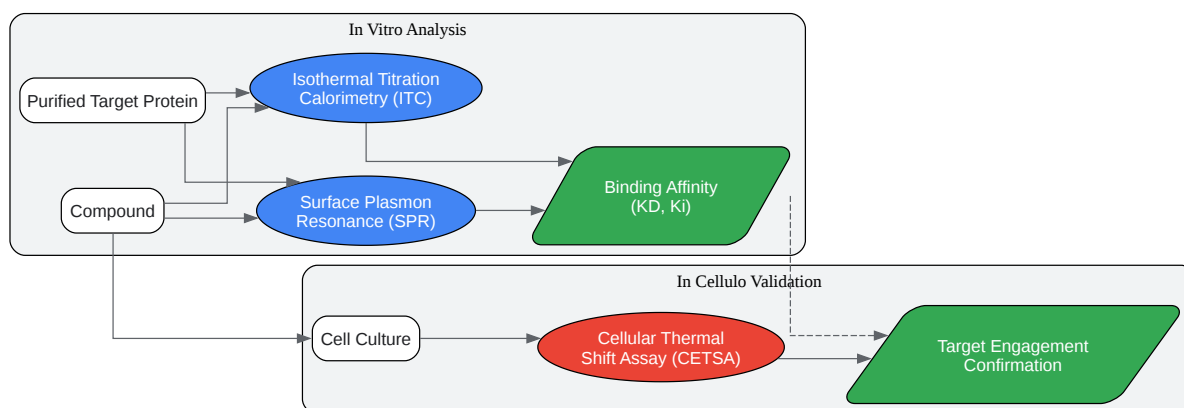 In Vitro Analysis
Isothermal Titration
Calorimetry (ITC)
Purified Target Protein
Compound
Surface Plasmon
Resonance (SPR)
Binding Affinity
(KD, Ki)
In Cellulo Validation
Cell Culture
Cellular Thermal
Shift Assay (CETSA)
Target Engagement
Confirmation